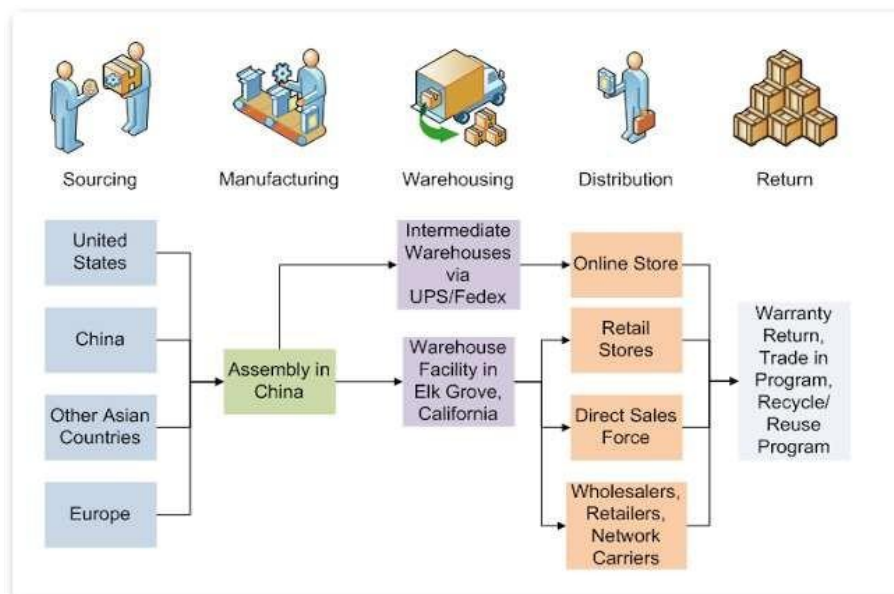 Sourcing
Manufacturing
Warehousing
Distribution
Return
United
States
China
Other Asian
Countries
Europe
Assembly in
China
Intermediate
Warehouses
via
UPS/Fedex
Warehouse
Facility in
Elk Grove,
California
Online Store
Retail
Stores
Direct Sales
Force
Wholesalers,
Retailers,
Network
Carriers
Warranty
Return,
Trade in
Program,
Recycle/
Reuse
Program